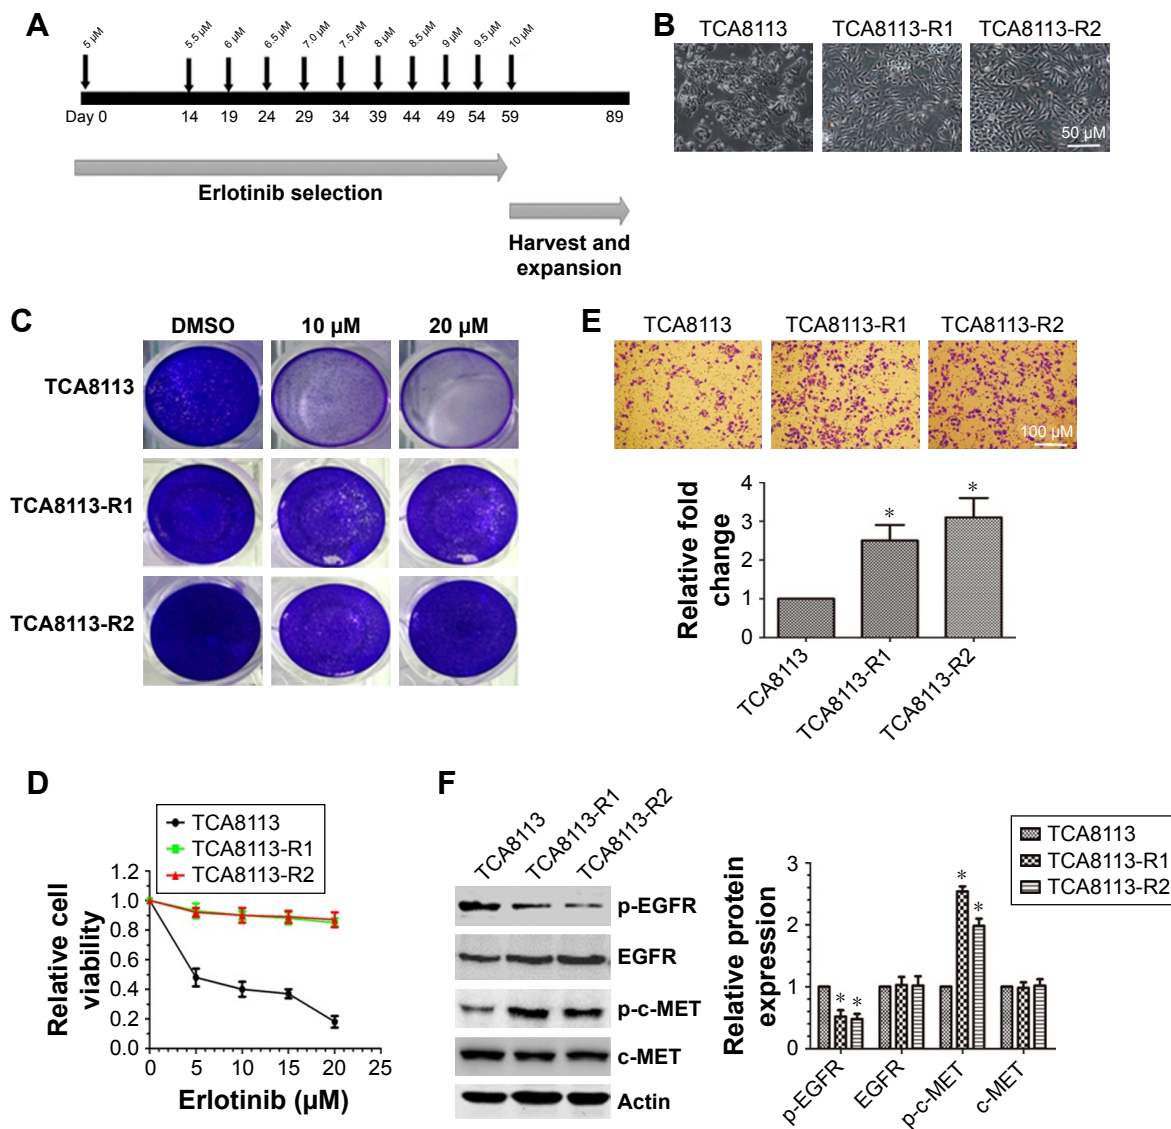 A
5 µM
5.5 µM
6 µM
6.5 µM
7.0 µM
7.5 µM
8 µM
8.5 µM
9 µM
9.5 µM
10 µM
Day 0
14
19
24
29
34
39
44
49
54
59
89
Erlotinib selection
Harvest and
expansion
B
TCA8113
TCA8113-R1
TCA8113-R2
50 µM
C
DMSO
10 µM
20 µM
TCA8113
TCA8113-R1
TCA8113-R2
E
TCA8113
TCA8113-R1
TCA8113-R2
100 µM
Relative fold
change
4
3
2
1
0
*
*
TCA8113
TCA8113-R1
TCA8113-R2
D
TCA8113
TCA8113-R1
TCA8113-R2
Relative cell
viability
1.2
1.0
0.8
0.6
0.4
0.2
0.0
0
5
10
15
20
25
Erlotinib (µM)
F
TCA8113
TCA8113-R1
TCA8113-R2
p-EGFR
EGFR
p-c-MET
c-MET
Actin
TCA8113
TCA8113-R1
TCA8113-R2
Relative protein
expression
3
2
1
0
*
*
*
*
p-EGFR
EGFR
p-c-MET
c-MET